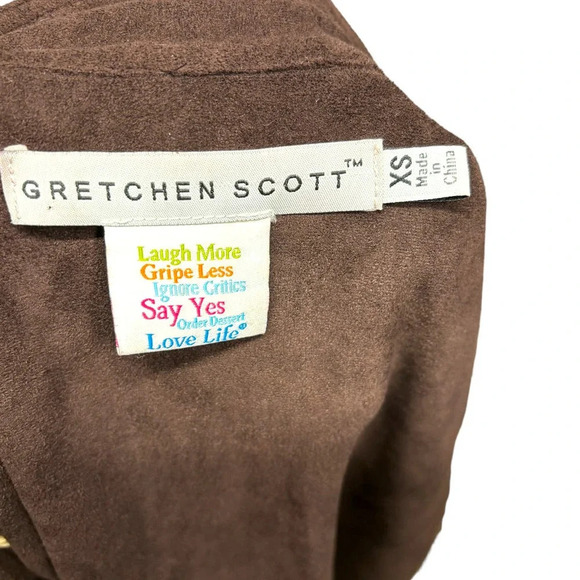 GRETCHEN SCOTT™
XS
Made
in
China
Laugh More
Gripe Less
Ignore Critics
Say Yes
Order Dessert
Love Life®